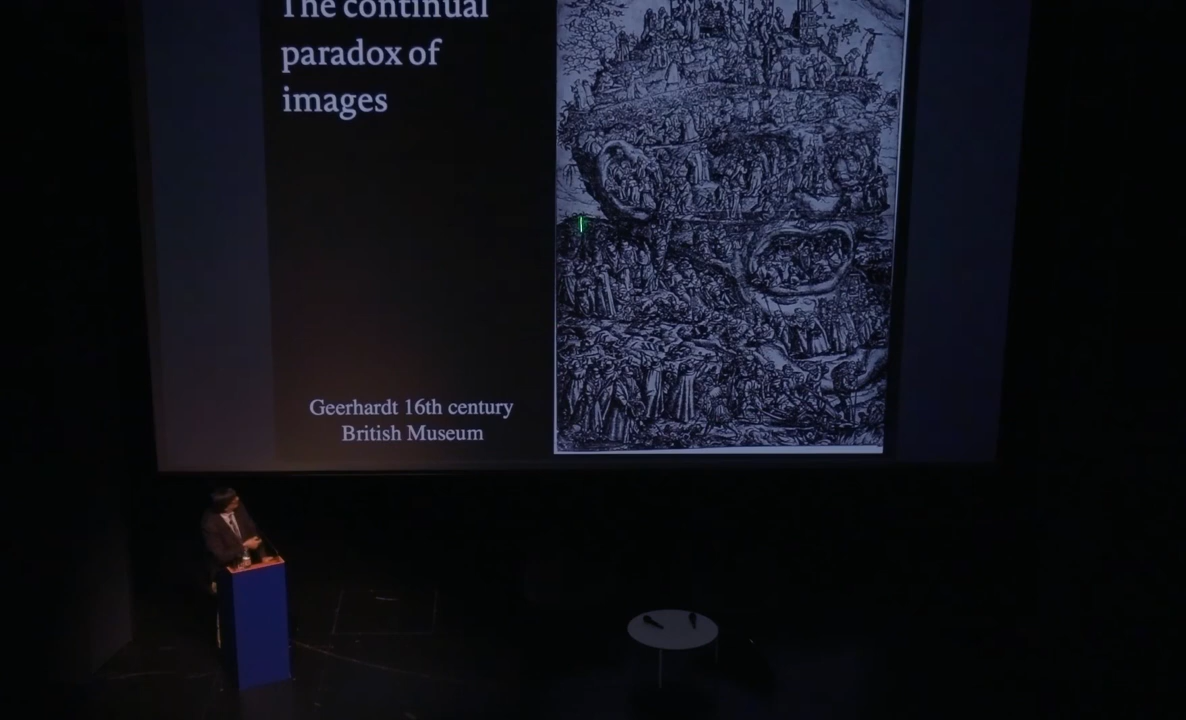 The continual
paradox of
images
Geerhardt 16th century
British Museum